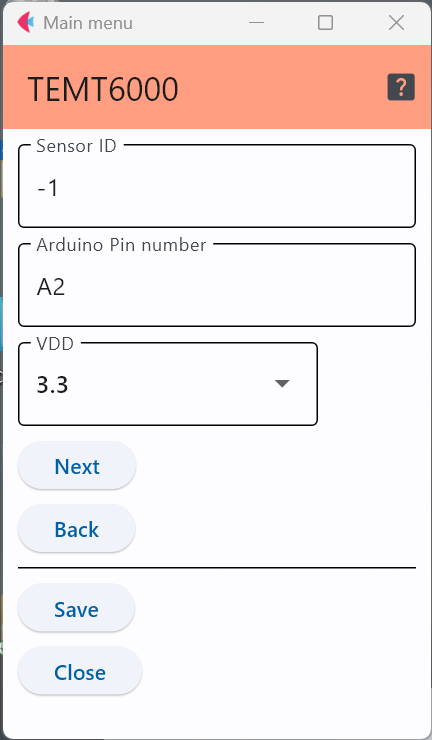 Main menu
TEMT6000
?
Sensor ID
-1
Arduino Pin number
A2
VDD
3.3
Next
Back
Save
Close